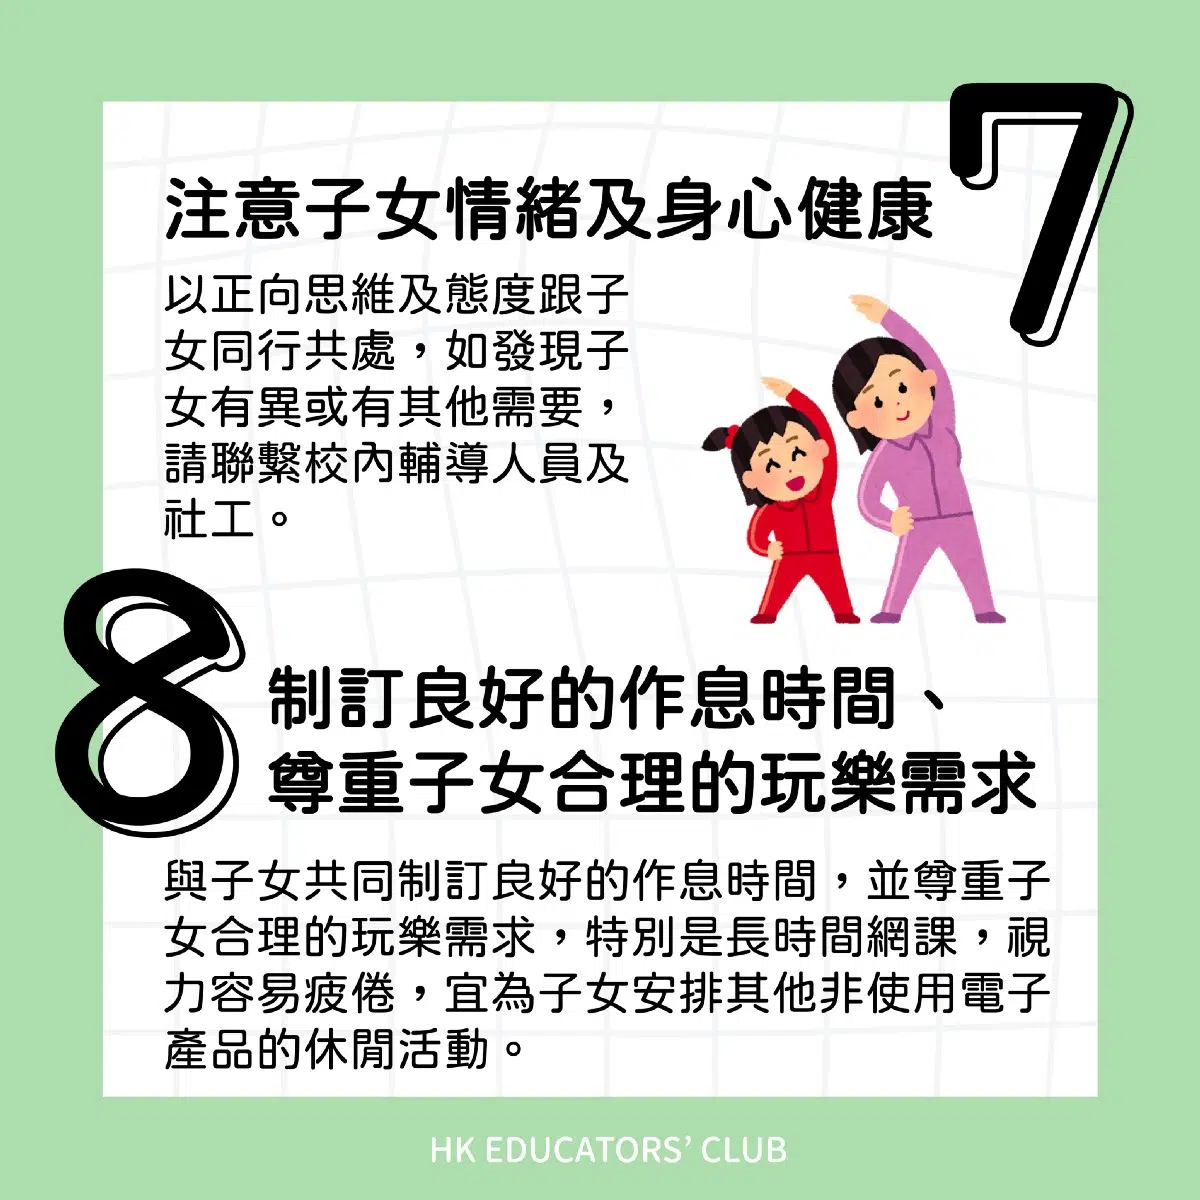 7
注意子女情緒及身心健康
以正向思維及態度跟子
女同行共處，如發現子
女有異或有其他需要，
請聯繫校內輔導人員及
社工。
8
制訂良好的作息時間、
尊重子女合理的玩樂需求
與子女共同制訂良好的作息時間，並尊重子
女合理的玩樂需求，特別是長時間網課，視
力容易疲倦，宜為子女安排其他非使用電子
產品的休閒活動。
HK EDUCATORS’ CLUB